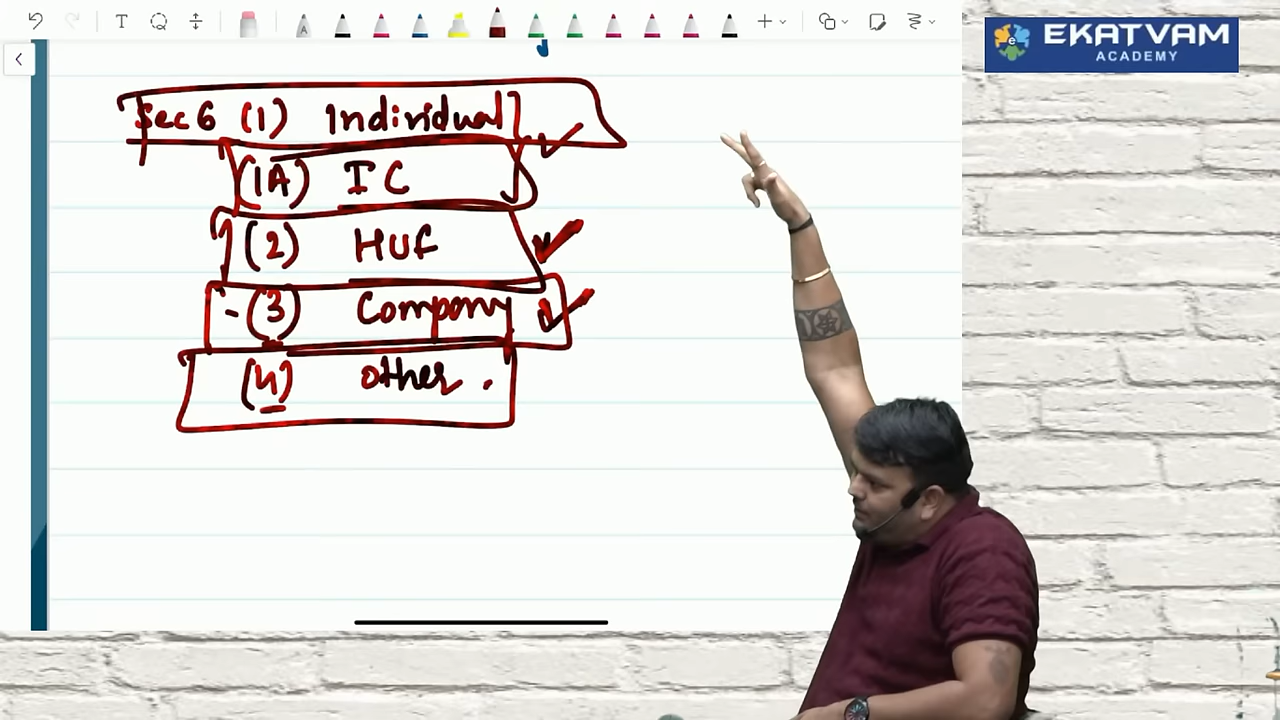 EKATVAM
ACADEMY
Sec 6 (1) Individual
(1A) IC
(2) HUF
- (3) Company
(4) other .